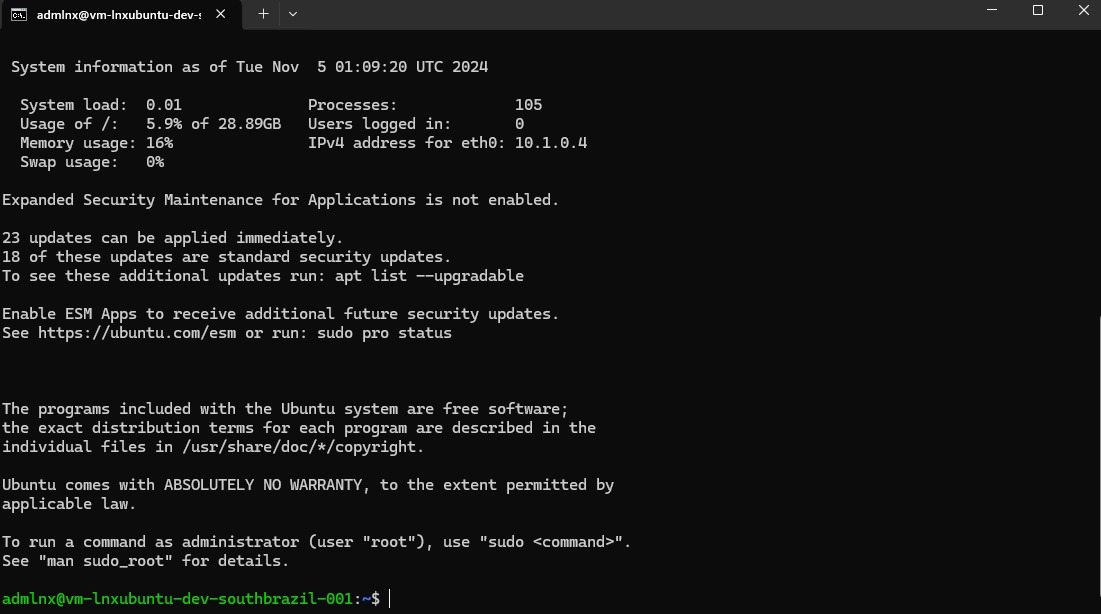 admlnx@vm-lnxubuntu-dev-s
System information as of Tue Nov  5 01:09:20 UTC 2024
System load:  0.01              Processes:             105
Usage of /:   5.9% of 28.89GB   Users logged in:       0
Memory usage: 16%               IPv4 address for eth0: 10.1.0.4
Swap usage:   0%
Expanded Security Maintenance for Applications is not enabled.
23 updates can be applied immediately.
18 of these updates are standard security updates.
To see these additional updates run: apt list --upgradable
Enable ESM Apps to receive additional future security updates.
See https://ubuntu.com/esm or run: sudo pro status
The programs included with the Ubuntu system are free software;
the exact distribution terms for each program are described in the
individual files in /usr/share/doc/*/copyright.
Ubuntu comes with ABSOLUTELY NO WARRANTY, to the extent permitted by
applicable law.
To run a command as administrator (user "root"), use "sudo <command>".
See "man sudo_root" for details.
admlnx@vm-lnxubuntu-dev-southbrazil-001:~$